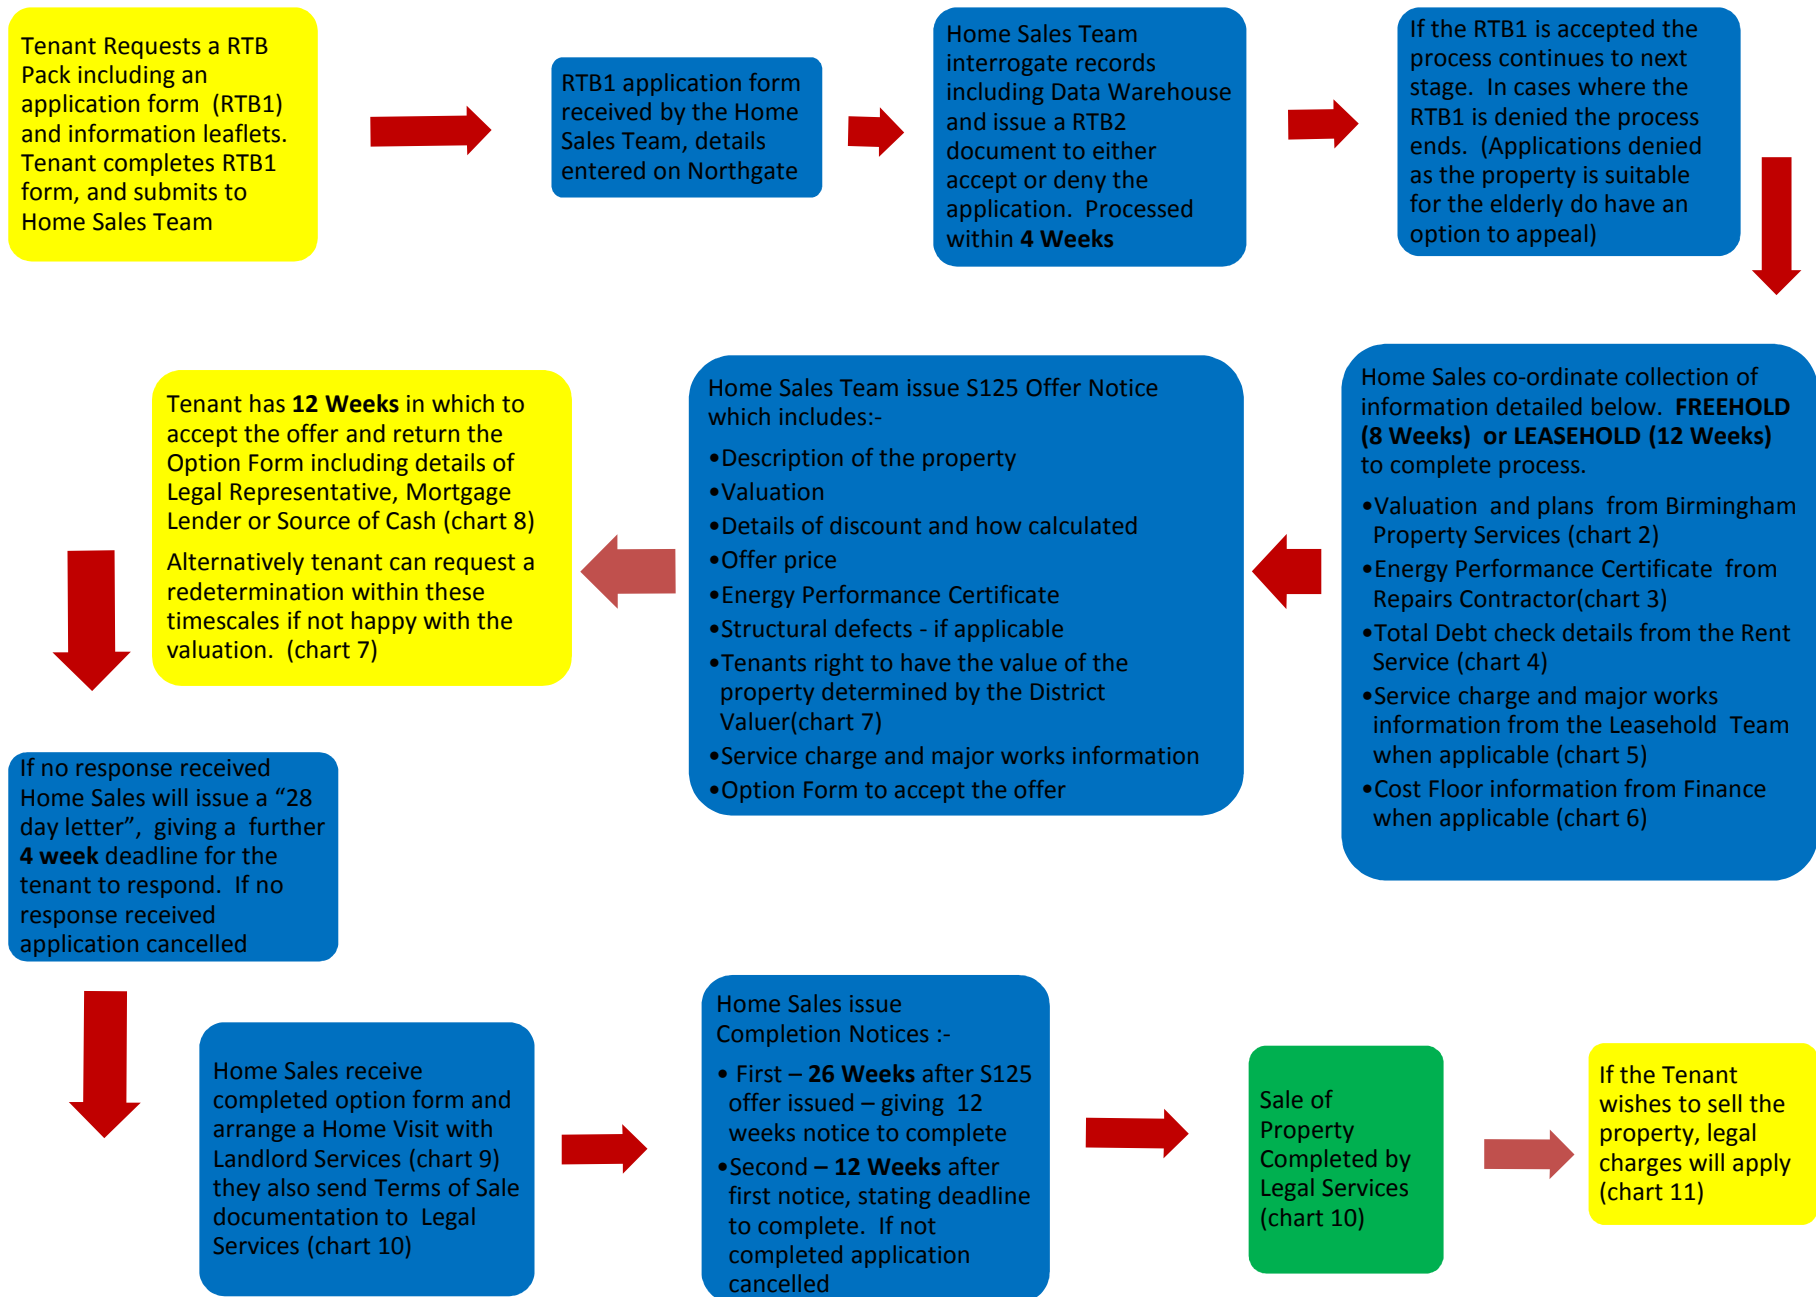 Tenant Requests a RTB
Pack including an
application form  (RTB1)
and information leaflets.
Tenant completes RTB1
form, and submits to
Home Sales Team
RTB1 application form
received by the Home
Sales Team, details
entered on Northgate
Home Sales Team
interrogate records
including Data Warehouse
and issue a RTB2
document to either
accept or deny the
application.  Processed
within 4 Weeks
If the RTB1 is accepted the
process continues to next
stage.  In cases where the
RTB1 is denied the process
ends.  (Applications denied
as the property is suitable
for the elderly do have an
option to appeal)
Home Sales co-ordinate collection of
information detailed below.  FREEHOLD
(8 Weeks)  or LEASEHOLD (12 Weeks)
to complete process.
•Valuation  and plans  from Birmingham
Property Services (chart 2)
•Energy Performance Certificate  from
Repairs Contractor(chart 3)
•Total Debt check details from the Rent
Service (chart 4)
•Service charge and major works
information from the Leasehold  Team
when applicable (chart 5)
•Cost Floor information from Finance
when applicable (chart 6)
Home Sales Team issue S125 Offer Notice
which includes:-
•Description of the property
•Valuation
•Details of discount and how calculated
•Offer price
•Energy Performance Certificate
•Structural defects - if applicable
•Tenants right to have the value of the
property determined by the District
Valuer(chart 7)
•Service charge and major works information
•Option Form to accept the offer
Tenant has 12 Weeks in which to
accept the offer and return the
Option Form including details of
Legal Representative, Mortgage
Lender or Source of Cash (chart 8)
Alternatively tenant can request a
redetermination within these
timescales if not happy with the
valuation.  (chart 7)
If no response received
Home Sales will issue a “28
day letter”,  giving a  further
4 week deadline for the
tenant to respond.  If no
response received
application cancelled
Home Sales receive
completed option form and
arrange a Home Visit with
Landlord Services (chart 9)
they also send Terms of Sale
documentation to  Legal
Services (chart 10)
Home Sales issue
Completion Notices :-
• First – 26 Weeks after S125
offer issued – giving  12
weeks notice to complete
•Second – 12 Weeks after
first notice, stating deadline
to complete.  If not
completed application
cancelled
Sale of
Property
Completed by
Legal Services
(chart 10)
If the Tenant
wishes to sell the
property, legal
charges will apply
(chart 11)